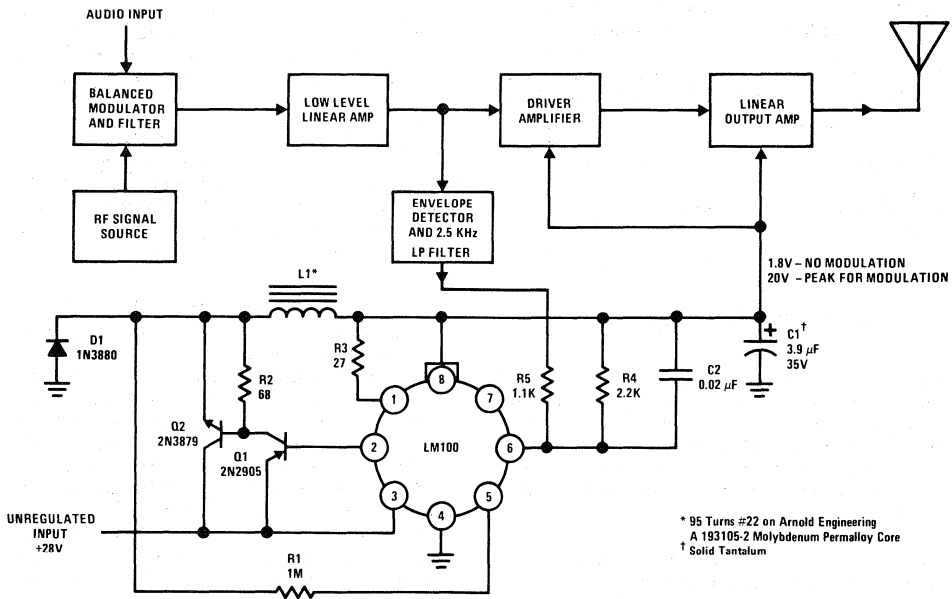 AUDIO INPUT
BALANCED
MODULATOR
AND FILTER
LOW LEVEL
LINEAR AMP
DRIVER
AMPLIFIER
LINEAR
OUTPUT AMP
RF SIGNAL
SOURCE
ENVELOPE
DETECTOR
AND 2.5 KHz
LP FILTER
1.8V – NO MODULATION
20V – PEAK FOR MODULATION
L1*
D1
1N3880
R2
68
R3
27
R5
1.1K
R4
2.2K
C2
0.02 μF
+
C1†
3.9 μF
35V
Q2
2N3879
Q1
2N2905
LM100
1
2
3
4
5
6
7
8
UNREGULATED
INPUT
+28V
R1
1M
* 95 Turns #22 on Arnold Engineering
A 193105-2 Molybdenum Permalloy Core
† Solid Tantalum